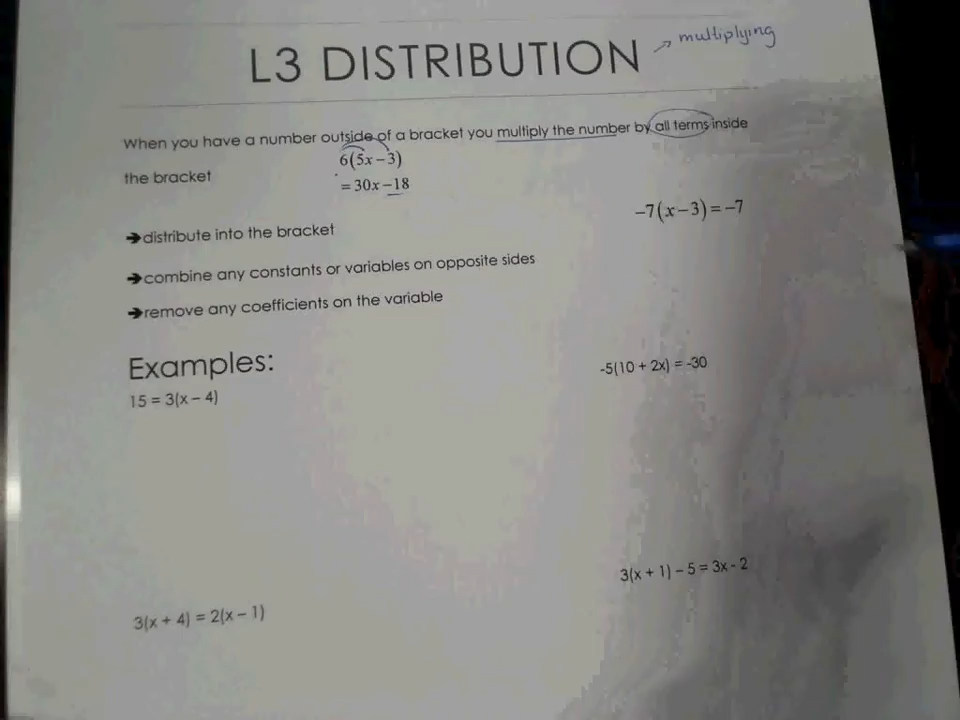 L3 DISTRIBUTION → multiplying
When you have a number outside of a bracket you multiply the number by all terms inside
the bracket
6(5x−3)
= 30x−18
−7(x−3) = −7
➔distribute into the bracket
➔combine any constants or variables on opposite sides
➔remove any coefficients on the variable
Examples:
-5(10 + 2x) = -30
15 = 3(x − 4)
3(x + 1) − 5 = 3x - 2
3(x + 4) = 2(x − 1)